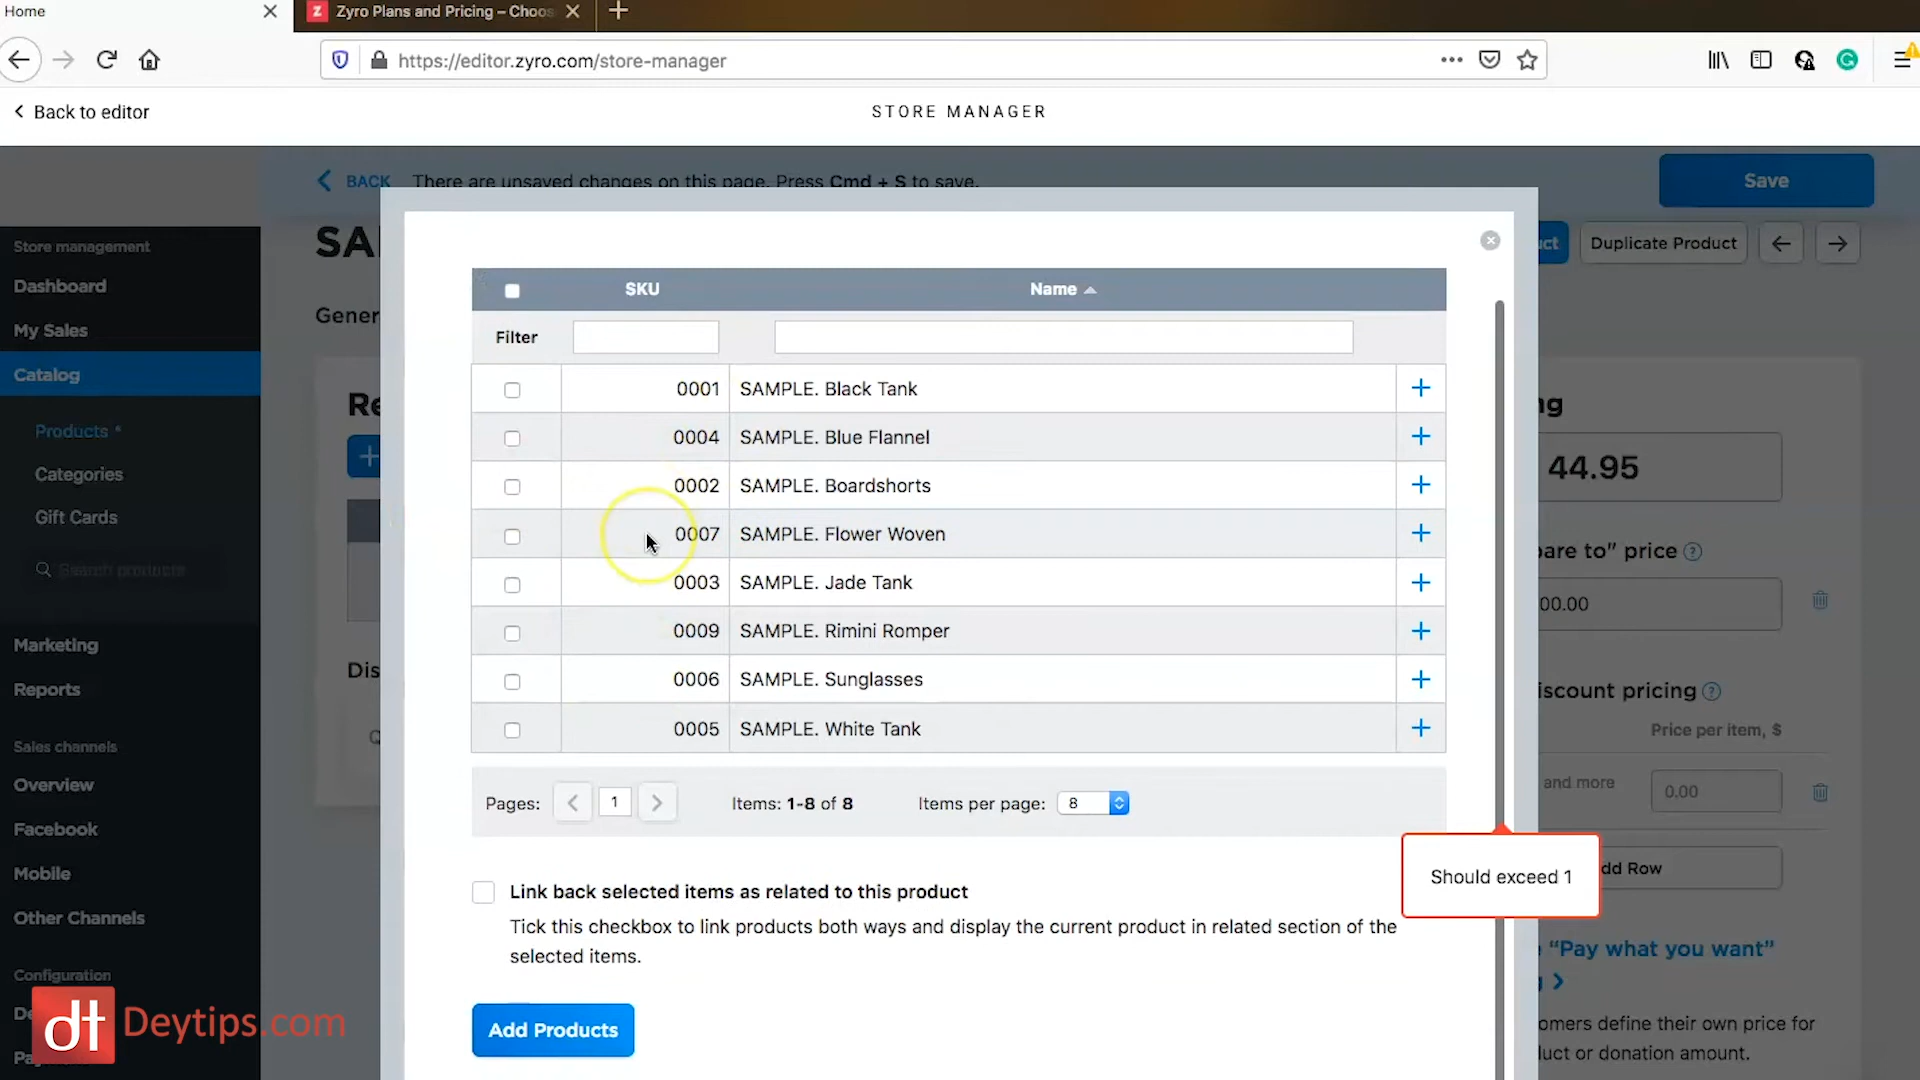 Home
Zyro Plans and Pricing – Choos
https://editor.zyro.com/store-manager
Back to editor
STORE MANAGER
BACK
There are unsaved changes on this page. Press Cmd + S to save.
Save
SA
Duplicate Product
Store management
Dashboard
My Sales
Catalog
Products *
Categories
Gift Cards
Search products
Marketing
Reports
Sales channels
Overview
Facebook
Mobile
Other Channels
Configuration
Gener
Re
Dis
SKU
Name
Filter
0001 SAMPLE. Black Tank
0004 SAMPLE. Blue Flannel
0002 SAMPLE. Boardshorts
0007 SAMPLE. Flower Woven
0003 SAMPLE. Jade Tank
0009 SAMPLE. Rimini Romper
0006 SAMPLE. Sunglasses
0005 SAMPLE. White Tank
Pages: 1 Items: 1-8 of 8 Items per page: 8
Link back selected items as related to this product
Tick this checkbox to link products both ways and display the current product in related section of the
selected items.
Add Products
uct
ng
44.95
are to" price
00.00
iscount pricing
Price per item, $
and more
0.00
dd Row
Should exceed 1
"Pay what you want"
omers define their own price for
duct or donation amount.
dt Deytips.com